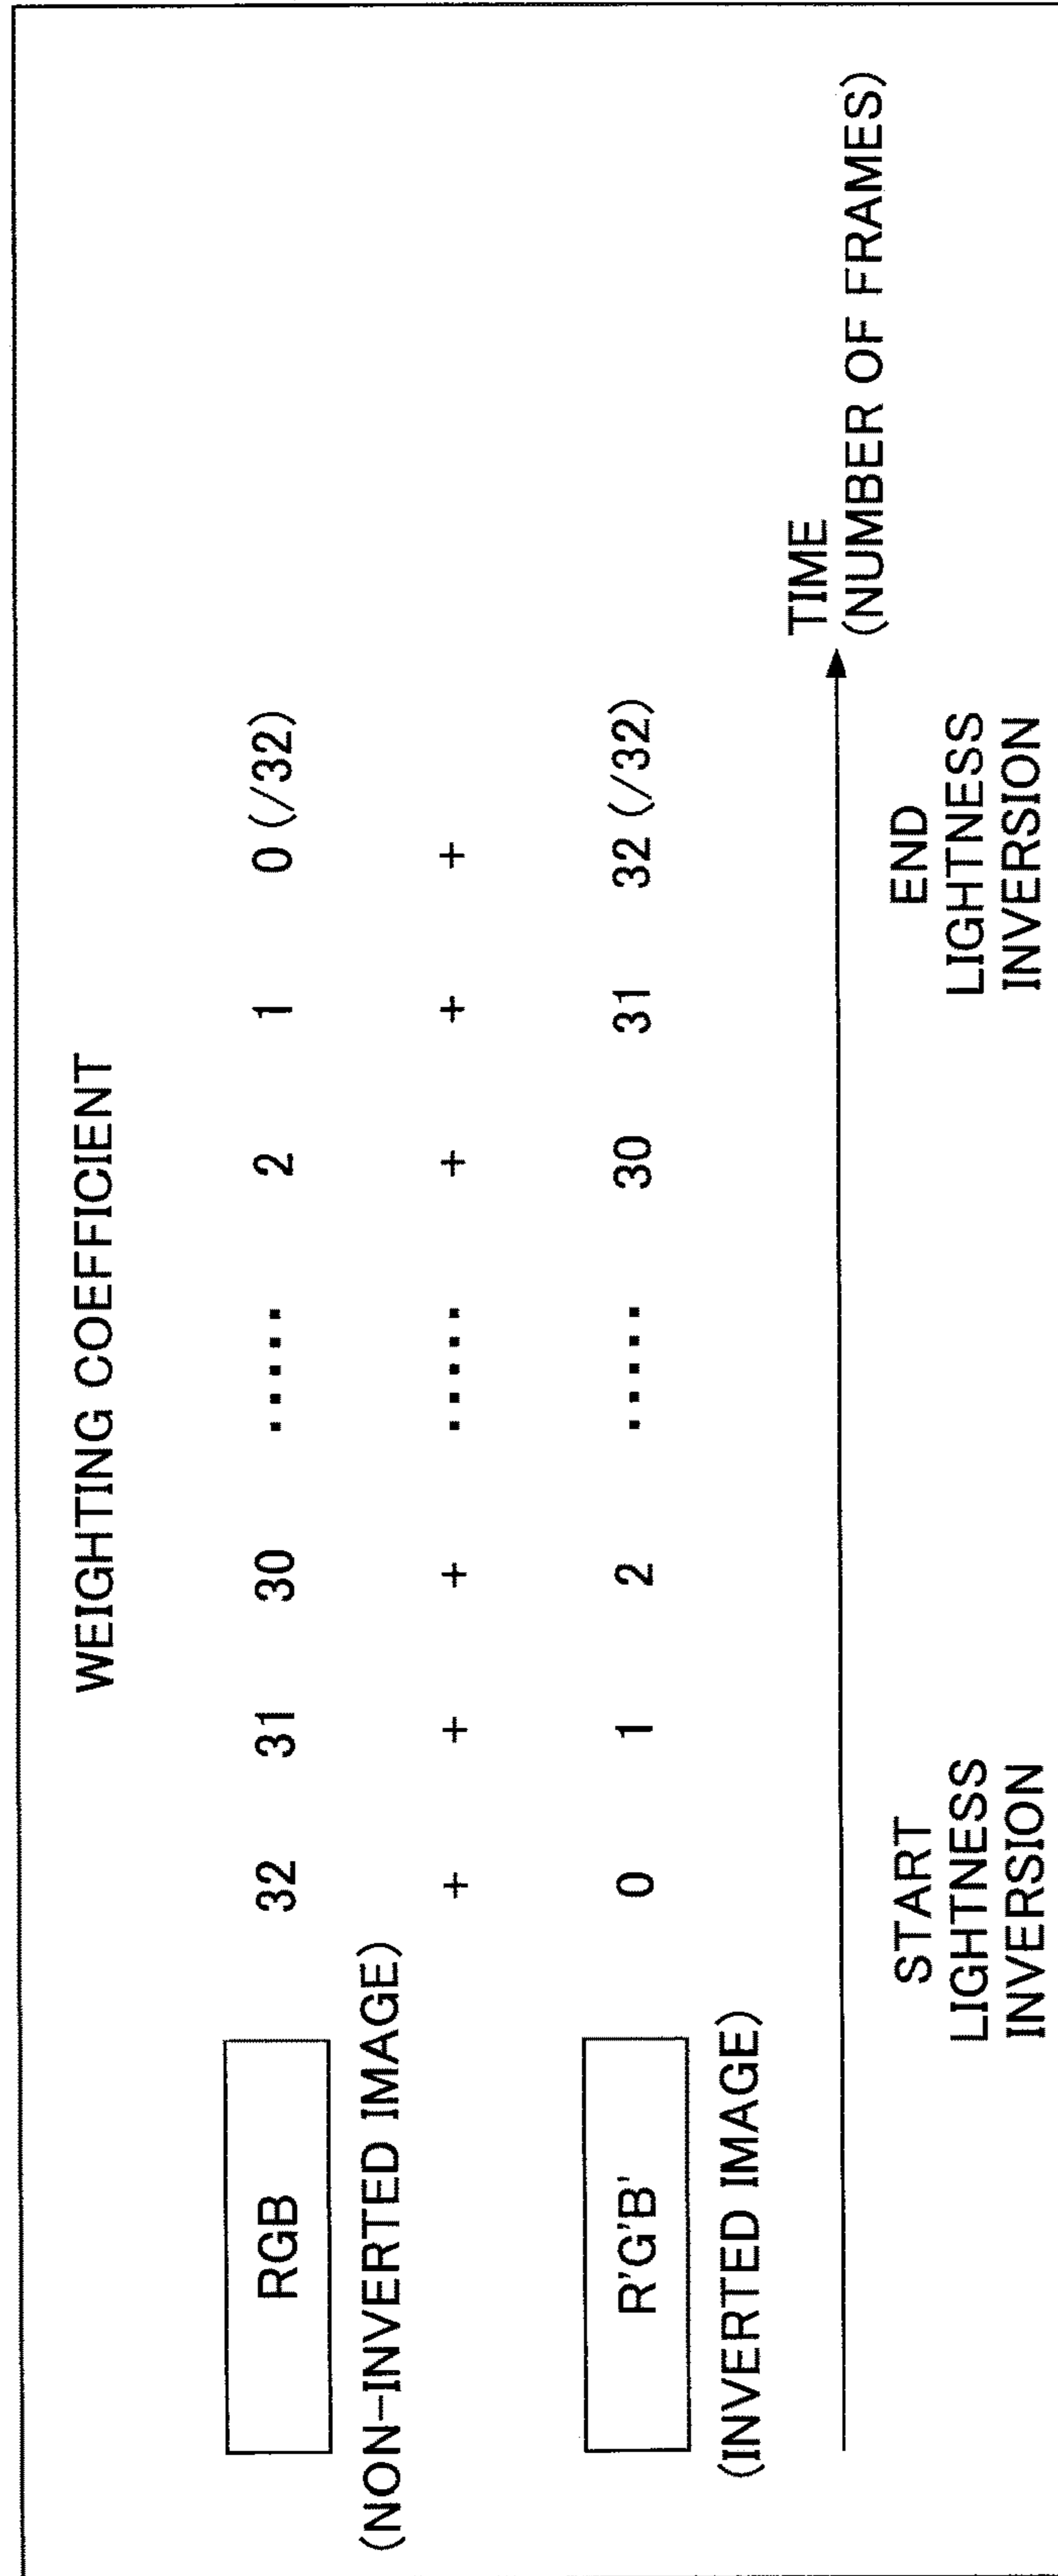 WEIGHTING COEFFICIENT
RGB 32 31 30 ..... 2 1 0 (/32)
(NON-INVERTED IMAGE)
+ + + ..... + + +
R'G'B' 0 1 2 ..... 30 31 32 (/32)
(INVERTED IMAGE)
TIME
(NUMBER OF FRAMES)
START
LIGHTNESS
INVERSION
END
LIGHTNESS
INVERSION